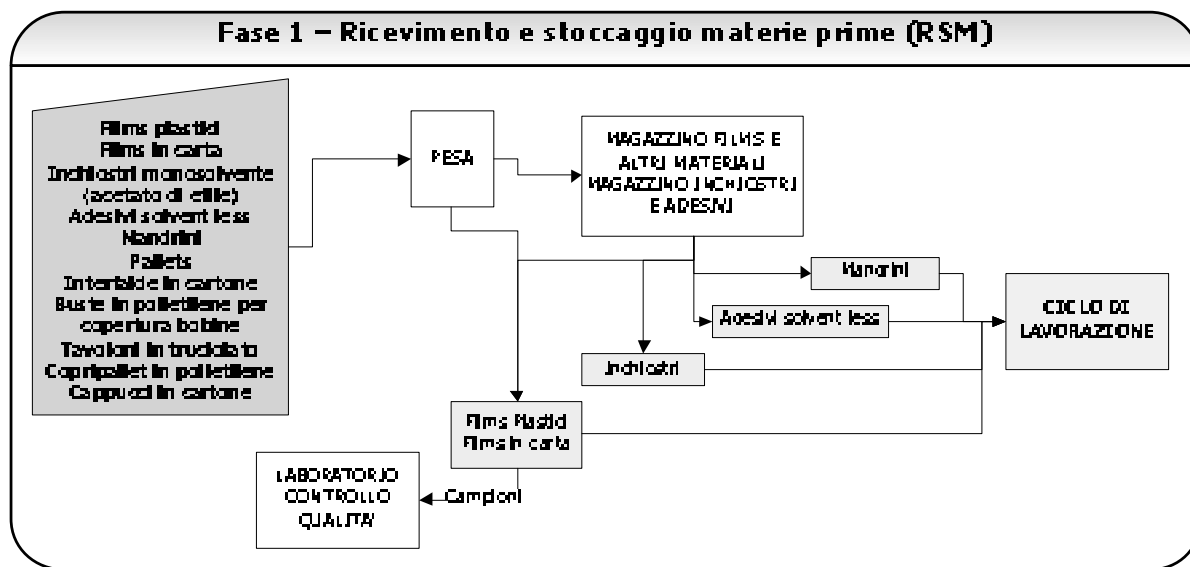 Fase 1 – Ricevimento e stoccaggio materie prime (RSM)
Films plastici
Films in carta
Inchiostri monosolvente
(acetato di etile)
Adesivi solvent less
Mandrini
Pallets
Interfalde in cartone
Buste in polietilene per
copertura bobine
Tavoloni in truciolato
Copripallet in polietilene
Cappucci in cartone
PESA
MAGAZZINO FILMS E
ALTRI MATERIALI
MAGAZZINO INCHIOSTRI
E ADESIVI
Mandrini
Adesivi solvent less
Inchiostri
CICLO DI
LAVORAZIONE
Films Plastici
Films in carta
LABORATORIO
CONTROLLO
QUALITA'
Campioni